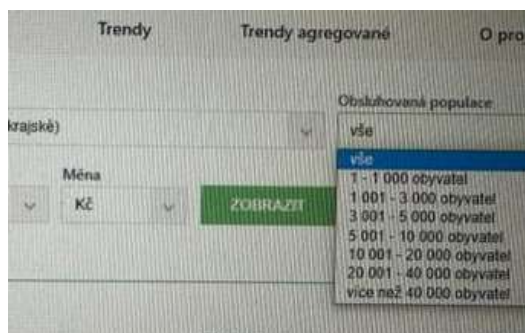 Trendy
Trendy agregované
O pro
Obsluhovaná populace
krajské)
vše
vše
1 - 1 000 obyvatel
1 001 - 3 000 obyvatel
3 001 - 5 000 obyvatel
5 001 - 10 000 obyvatel
10 001 - 20 000 obyvatel
20 001 - 40 000 obyvatel
více než 40 000 obyvatel
Měna
Kč
ZOBRAZIT